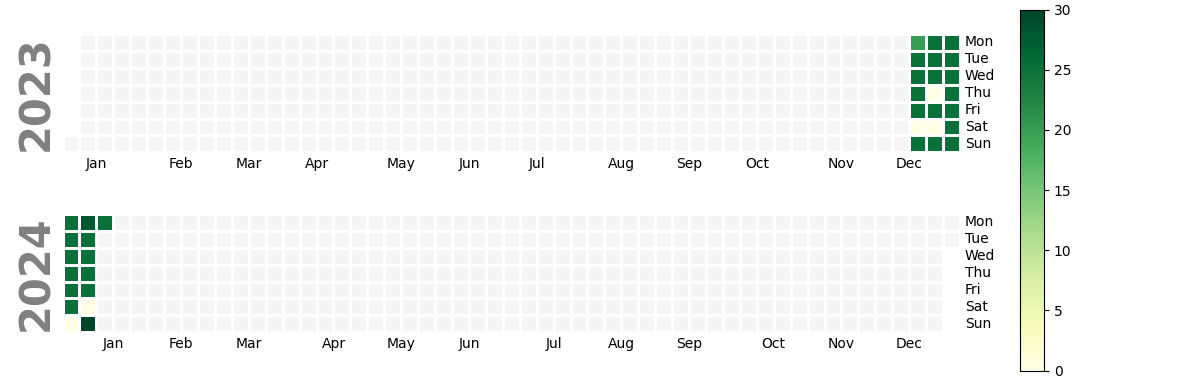 2023
Mon
Tue
Wed
Thu
Fri
Sat
Sun
Jan Feb Mar Apr May Jun Jul Aug Sep Oct Nov Dec
2024
Mon
Tue
Wed
Thu
Fri
Sat
Sun
Jan Feb Mar Apr May Jun Jul Aug Sep Oct Nov Dec
30
25
20
15
10
5
0